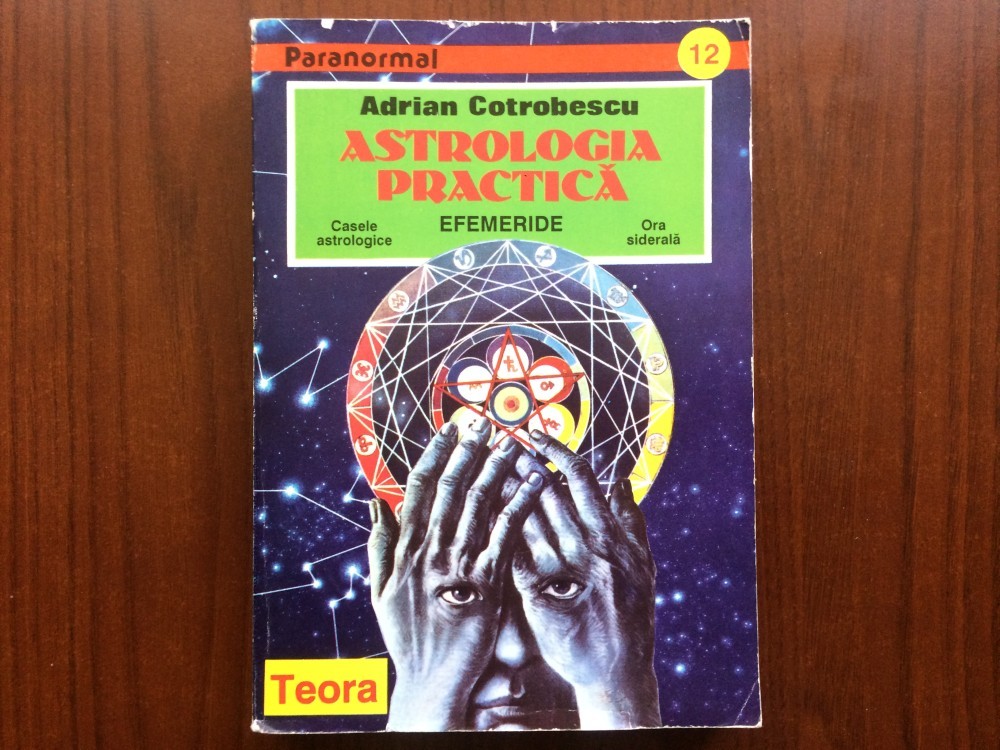 Paranormal
12
Adrian Cotrobescu
ASTROLOGIA
PRACTICĂ
EFEMERIDE
Casele
astrologice
Ora
siderală
Teora